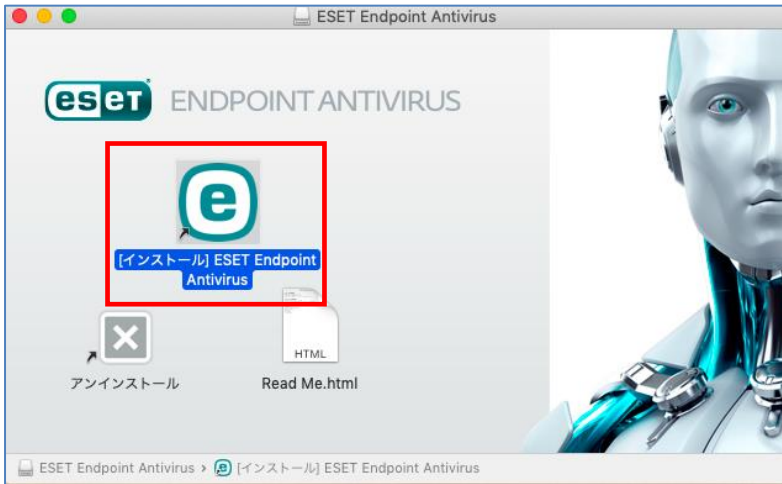 ESET Endpoint Antivirus
eset ENDPOINT ANTIVIRUS
e
[インストール] ESET Endpoint
Antivirus
HTML
アンインストール
Read Me.html
ESET Endpoint Antivirus › e [インストール] ESET Endpoint Antivirus